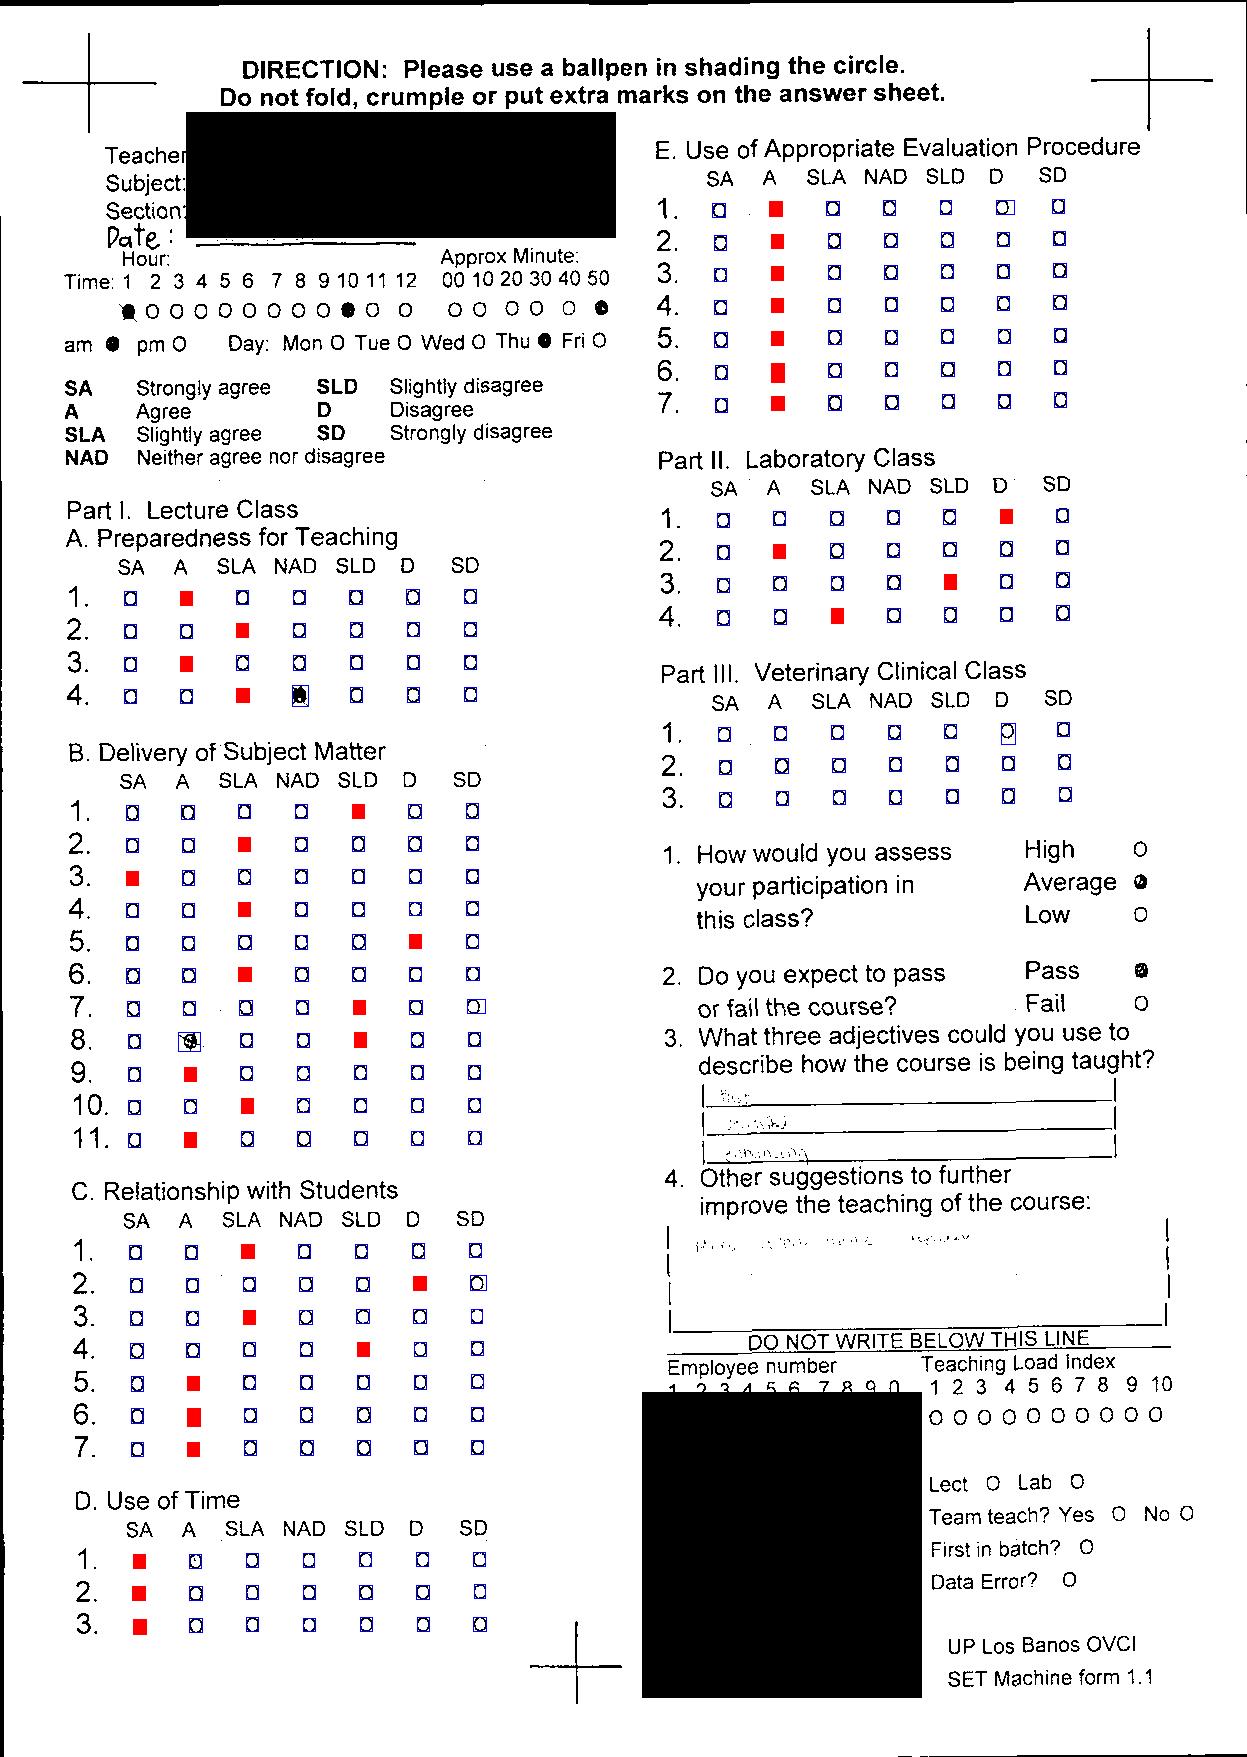 DIRECTION: Please use a ballpen in shading the circle.
Do not fold, crumple or put extra marks on the answer sheet.
Teacher
Subject:
Section:
Date:
Hour: Approx Minute:
Time: 1 2 3 4 5 6 7 8 9 10 11 12 00 10 20 30 40 50
am pm Day: Mon Tue Wed Thu Fri
SA Strongly agree SLD Slightly disagree
A Agree D Disagree
SLA Slightly agree SD Strongly disagree
NAD Neither agree nor disagree
Part I. Lecture Class
A. Preparedness for Teaching
SA A SLA NAD SLD D SD
1.
2.
3.
4.
B. Delivery of Subject Matter
SA A SLA NAD SLD D SD
1.
2.
3.
4.
5.
6.
7.
8.
9.
10.
11.
C. Relationship with Students
SA A SLA NAD SLD D SD
1.
2.
3.
4.
5.
6.
7.
D. Use of Time
SA A SLA NAD SLD D SD
1.
2.
3.
E. Use of Appropriate Evaluation Procedure
SA A SLA NAD SLD D SD
1.
2.
3.
4.
5.
6.
7.
Part II. Laboratory Class
SA A SLA NAD SLD D SD
1.
2.
3.
4.
Part III. Veterinary Clinical Class
SA A SLA NAD SLD D SD
1.
2.
3.
1. How would you assess High
your participation in Average
this class? Low
2. Do you expect to pass Pass
or fail the course? Fail
3. What three adjectives could you use to
describe how the course is being taught?
4. Other suggestions to further
improve the teaching of the course:
DO NOT WRITE BELOW THIS LINE
Employee number Teaching Load Index
1 2 3 4 5 6 7 8 9 0 1 2 3 4 5 6 7 8 9 10
Lect Lab
Team teach? Yes No
First in batch?
Data Error?
UP Los Banos OVCI
SET Machine form 1.1